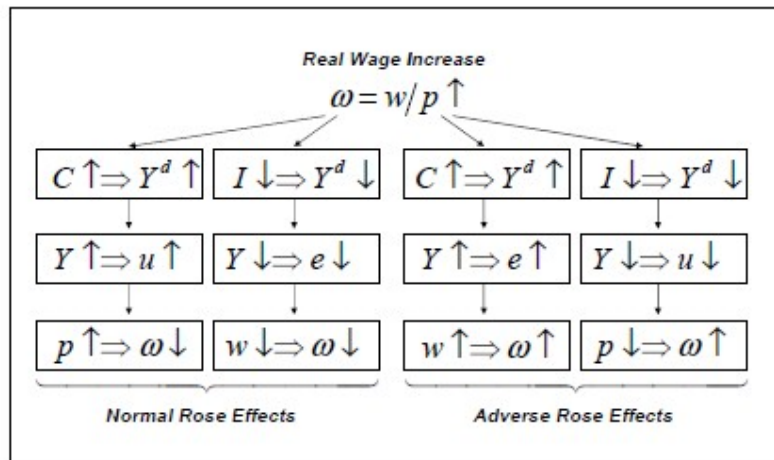 Real Wage Increase
ω = w/p ↑
C ↑⇒ Y^d ↑ I ↓⇒ Y^d ↓ C ↑⇒ Y^d ↑ I ↓⇒ Y^d ↓
Y ↑⇒ u ↑ Y ↓⇒ e ↓ Y ↑⇒ e ↑ Y ↓⇒ u ↓
p ↑⇒ ω ↓ w ↓⇒ ω ↓ w ↑⇒ ω ↑ p ↓⇒ ω ↑
Normal Rose Effects Adverse Rose Effects